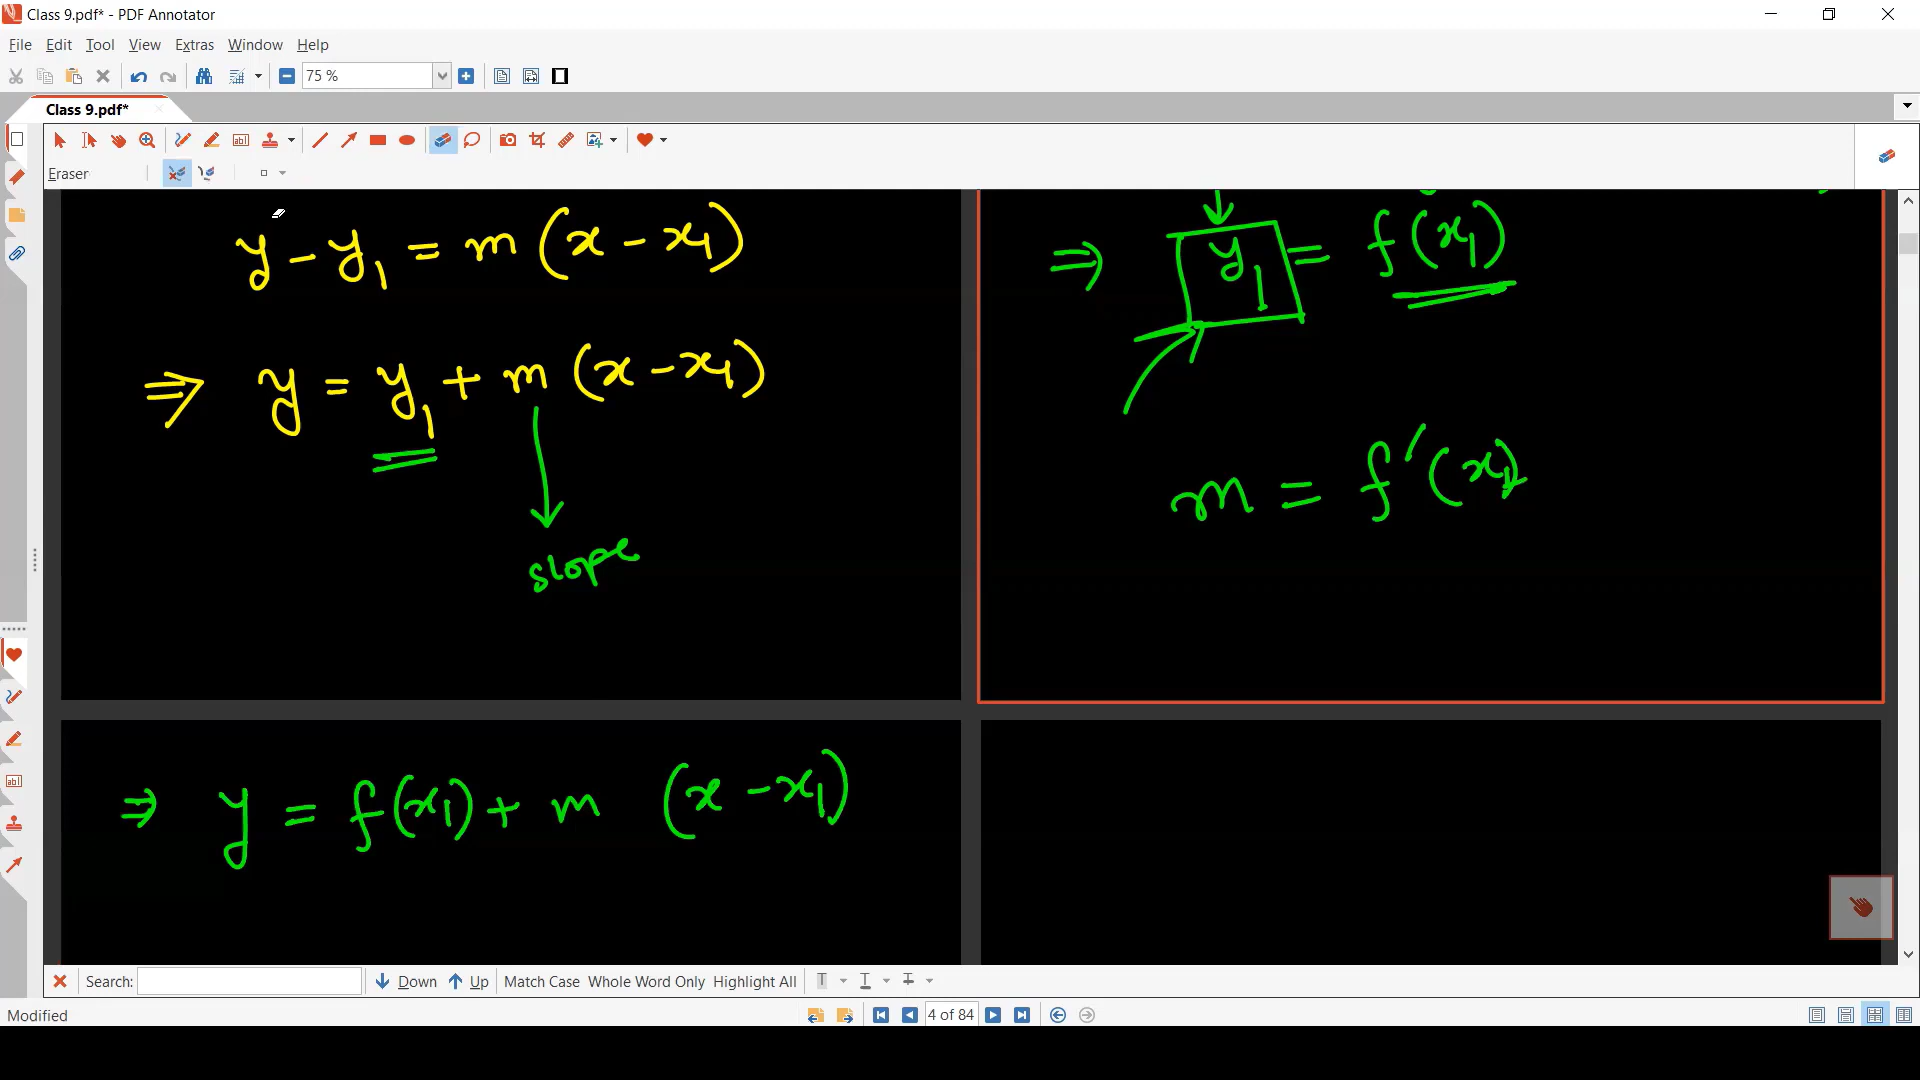 Class 9.pdf* - PDF Annotator
File Edit Tool View Extras Window Help
75 %
Class 9.pdf*
Eraser
y - y₁ = m (x - x₁)
⇒ y = y₁ + m (x - x₁)
slope
⇒ y₁ = f(x₁)
m = f'(x₁)
⇒ y = f(x₁) + m (x - x₁)
Search: Down Up Match Case Whole Word Only Highlight All
Modified 4 of 84